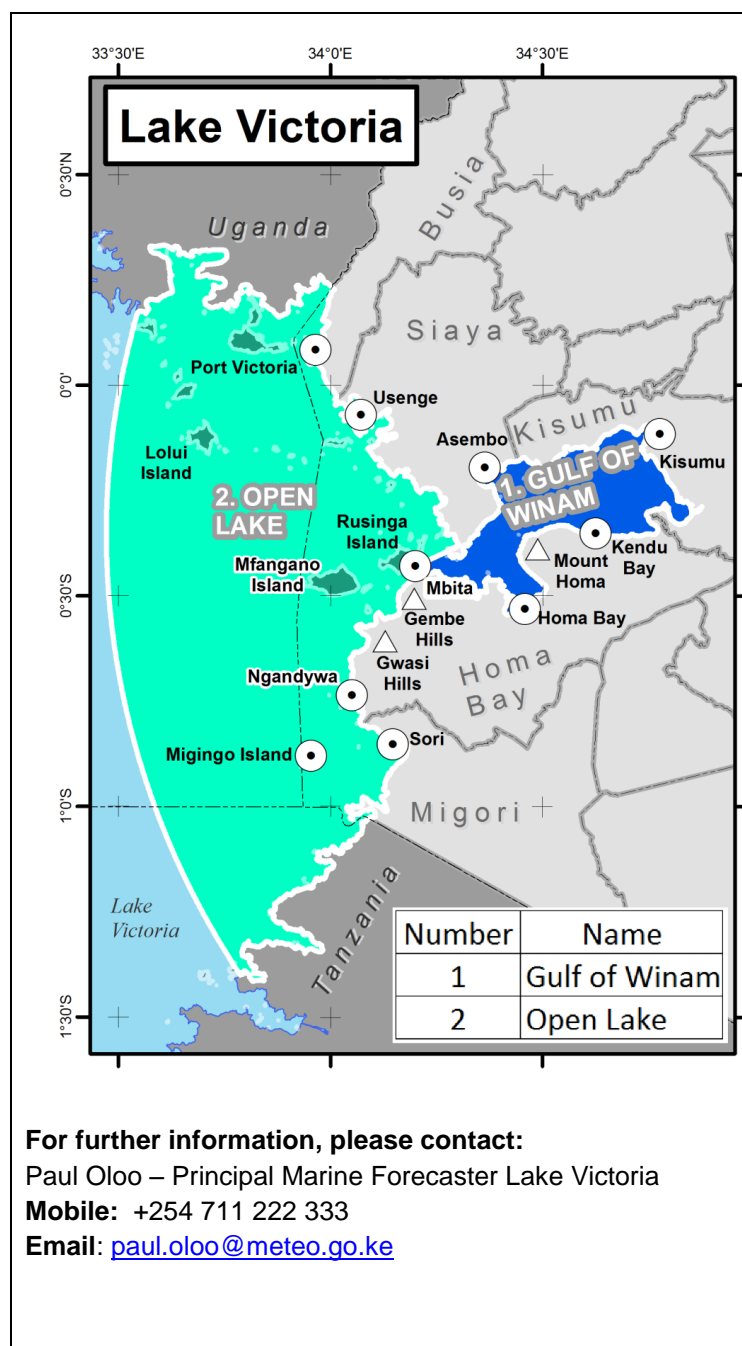 33°30'E 34°0'E 34°30'E
Lake Victoria
0°30'N
0°0'
0°30'S
1°0'S
1°30'S
Uganda
Busia
Siaya
Port Victoria
Usenge
Kisumu
Asembo
Kisumu
Lolui
Island
1. GULF OF
WINAM
2. OPEN
LAKE
Rusinga
Island
Mfangano
Island
Mbita
Mount
Homa
Kendu
Bay
Gembe
Hills
Homa Bay
Gwasi
Hills
Homa
Bay
Ngandywa
Sori
Migingo Island
Migori
Lake
Victoria
Tanzania
Number Name
1 Gulf of Winam
2 Open Lake
For further information, please contact:
Paul Oloo – Principal Marine Forecaster Lake Victoria
Mobile: +254 711 222 333
Email: paul.oloo@meteo.go.ke